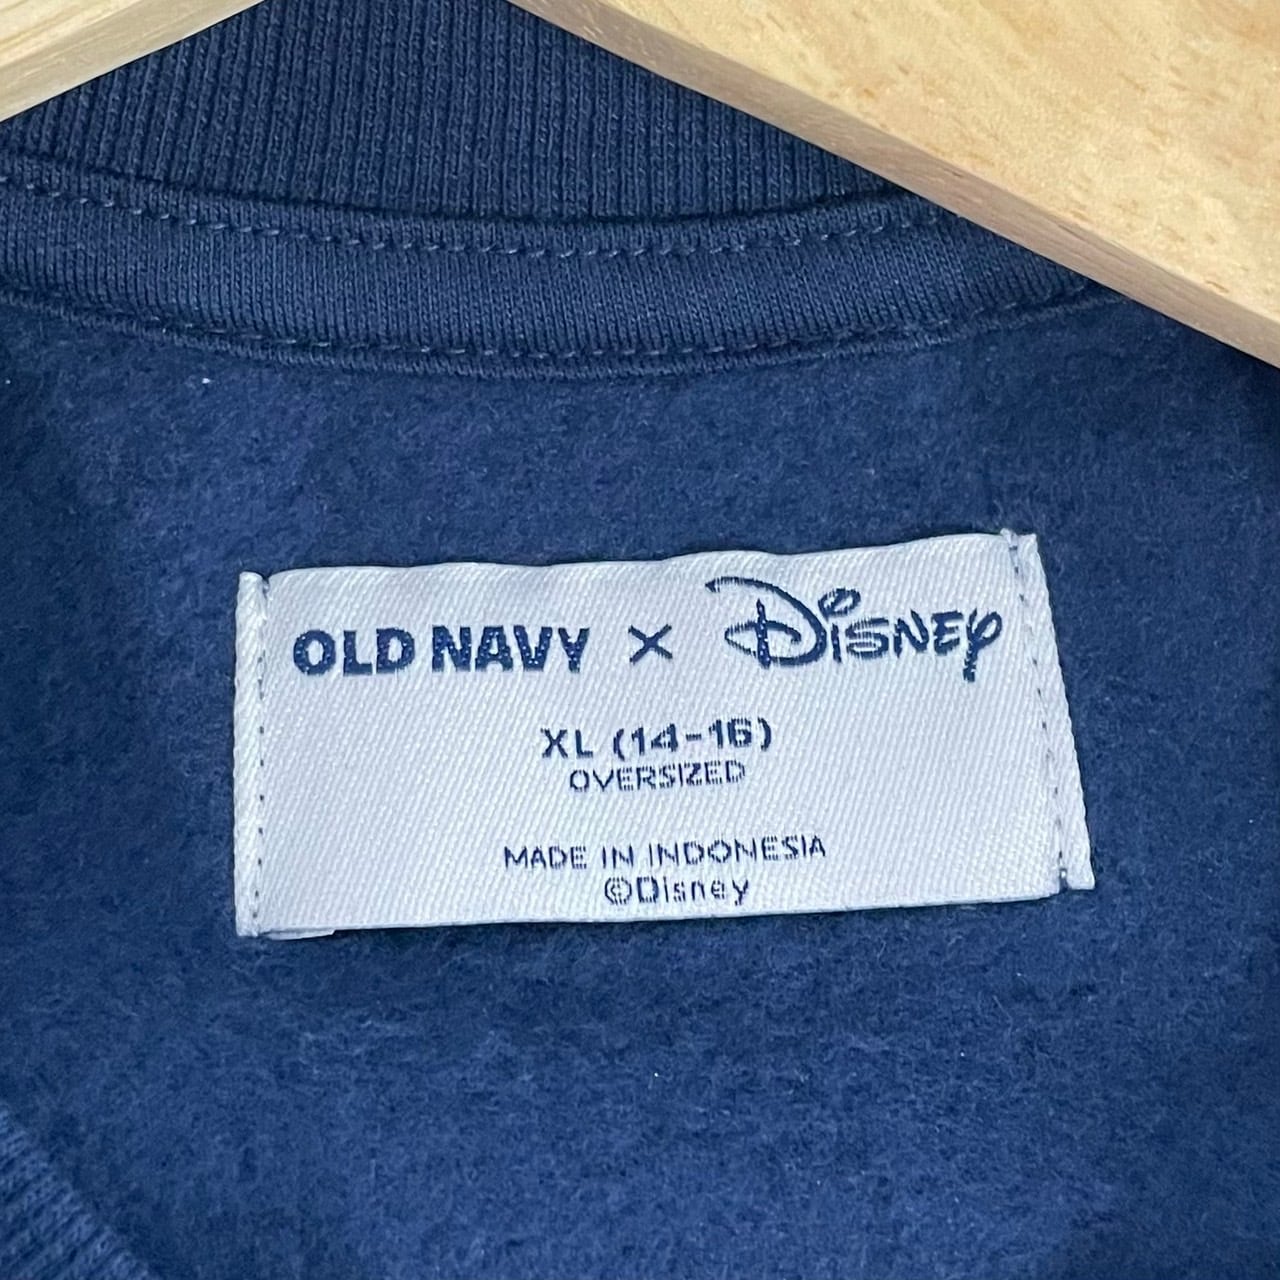 OLD NAVY × Disney
XL (14-16)
OVERSIZED
MADE IN INDONESIA
©Disney